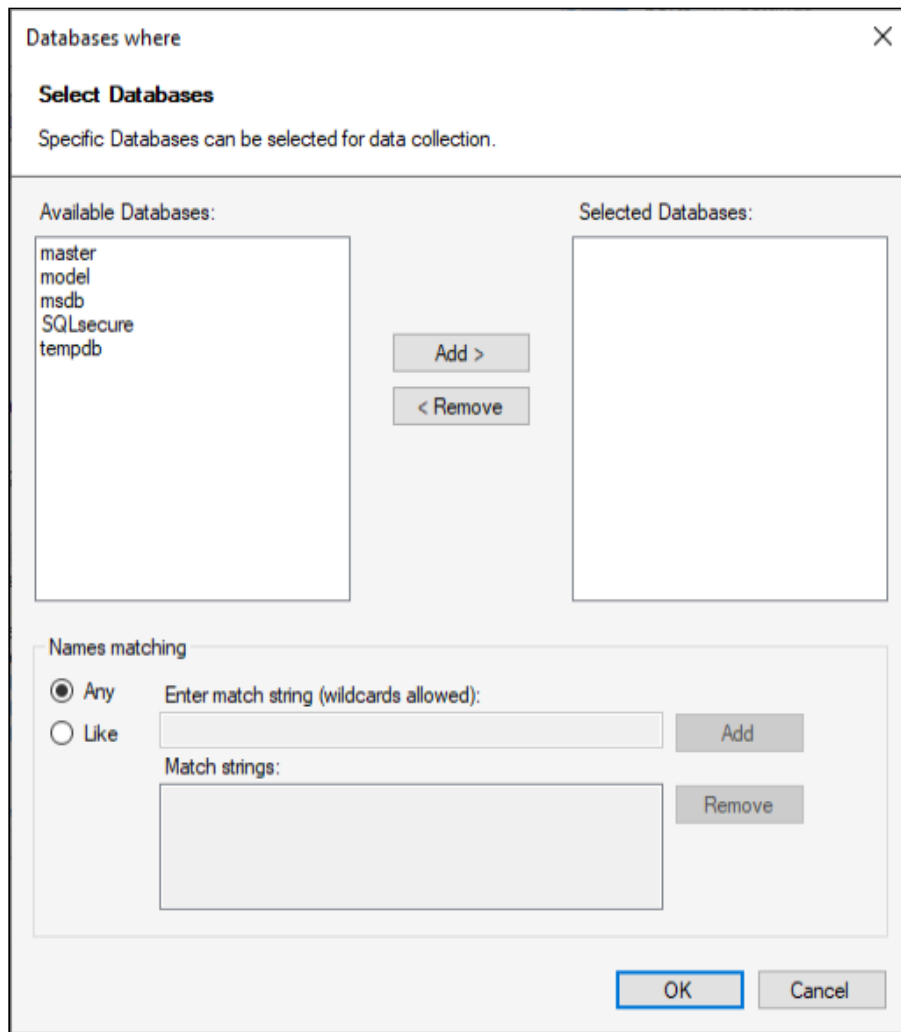 Databases where
Select Databases
Specific Databases can be selected for data collection.
Available Databases:
Selected Databases:
master
model
msdb
SQLsecure
tempdb
Add >
< Remove
Names matching
Any
Enter match string (wildcards allowed):
Like
Add
Match strings:
Remove
OK
Cancel